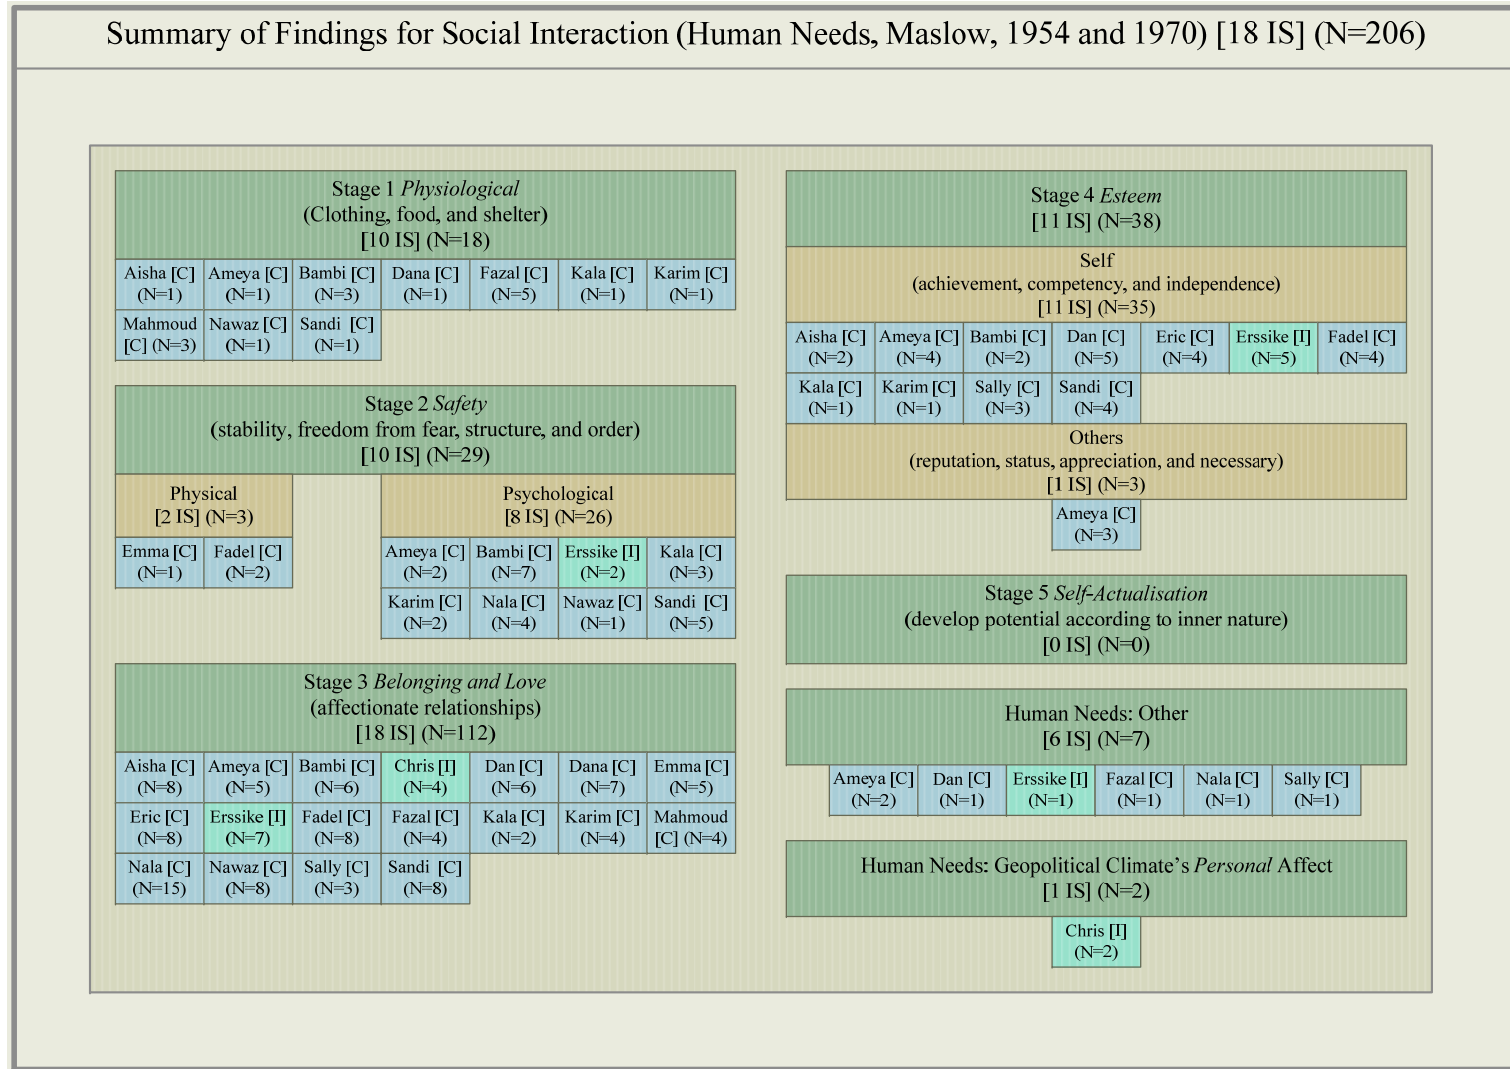 Summary of Findings for Social Interaction (Human Needs, Maslow, 1954 and 1970) [18 IS] (N=206)
Stage 1 Physiological
(Clothing, food, and shelter)
[10 IS] (N=18)
Aisha [C] Ameya [C] Bambi [C] Dana [C] Fazal [C] Kala [C] Karim [C]
(N=1) (N=1) (N=3) (N=1) (N=5) (N=1) (N=1)
Mahmoud Nawaz [C] Sandi [C]
[C] (N=3) (N=1) (N=1)
Stage 2 Safety
(stability, freedom from fear, structure, and order)
[10 IS] (N=29)
Physical
[2 IS] (N=3)
Emma [C] Fadel [C]
(N=1) (N=2)
Psychological
[8 IS] (N=26)
Ameya [C] Bambi [C] Erssike [I] Kala [C]
(N=2) (N=7) (N=2) (N=3)
Karim [C] Nala [C] Nawaz [C] Sandi [C]
(N=2) (N=4) (N=1) (N=5)
Stage 3 Belonging and Love
(affectionate relationships)
[18 IS] (N=112)
Aisha [C] Ameya [C] Bambi [C] Chris [I] Dan [C] Dana [C] Emma [C]
(N=8) (N=5) (N=6) (N=4) (N=6) (N=7) (N=5)
Eric [C] Erssike [I] Fadel [C] Fazal [C] Kala [C] Karim [C] Mahmoud
(N=8) (N=7) (N=8) (N=4) (N=2) (N=4) [C] (N=4)
Nala [C] Nawaz [C] Sally [C] Sandi [C]
(N=15) (N=8) (N=3) (N=8)
Stage 4 Esteem
[11 IS] (N=38)
Self
(achievement, competency, and independence)
[11 IS] (N=35)
Aisha [C] Ameya [C] Bambi [C] Dan [C] Eric [C] Erssike [I] Fadel [C]
(N=2) (N=4) (N=2) (N=5) (N=4) (N=5) (N=4)
Kala [C] Karim [C] Sally [C] Sandi [C]
(N=1) (N=1) (N=3) (N=4)
Others
(reputation, status, appreciation, and necessary)
[1 IS] (N=3)
Ameya [C]
(N=3)
Stage 5 Self-Actualisation
(develop potential according to inner nature)
[0 IS] (N=0)
Human Needs: Other
[6 IS] (N=7)
Ameya [C] Dan [C] Erssike [I] Fazal [C] Nala [C] Sally [C]
(N=2) (N=1) (N=1) (N=1) (N=1) (N=1)
Human Needs: Geopolitical Climate's Personal Affect
[1 IS] (N=2)
Chris [I]
(N=2)